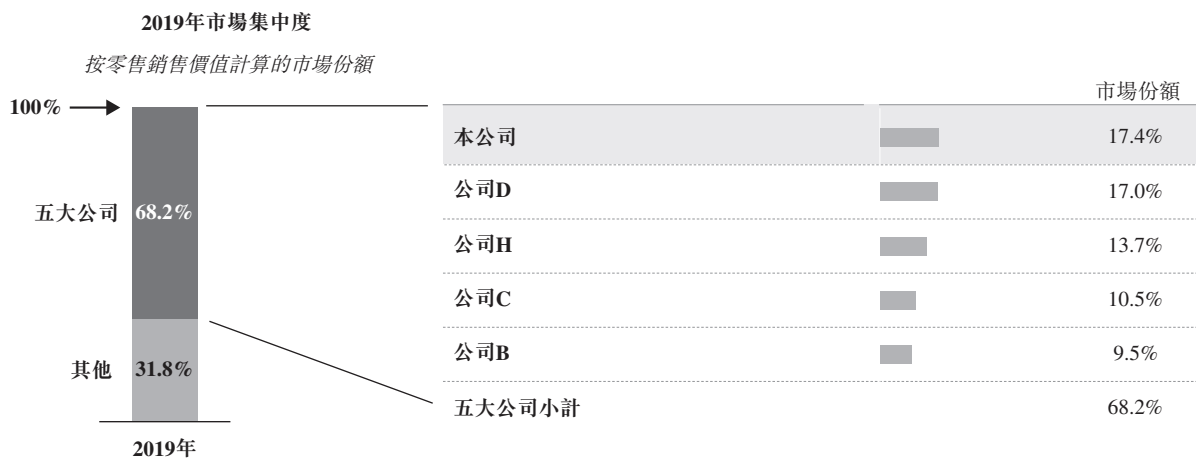 2019年市場集中度
按零售銷售價值計算的市場份額
100%
五大公司 68.2%
其他 31.8%
2019年
市場份額
本公司 17.4%
公司D 17.0%
公司H 13.7%
公司C 10.5%
公司B 9.5%
五大公司小計 68.2%